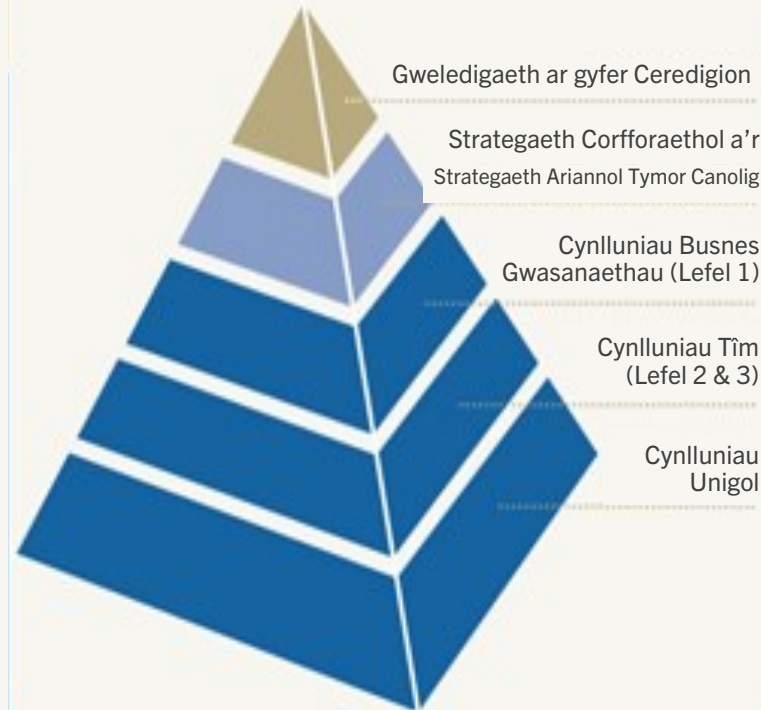 Gweledigaeth ar gyfer Ceredigion
Strategaeth Corfforaethol a’r
Strategaeth Ariannol Tymor Canolig
Cynlluniau Busnes
Gwasanaethau (Lefel 1)
Cynlluniau Tîm
(Lefel 2 & 3)
Cynlluniau
Unigol